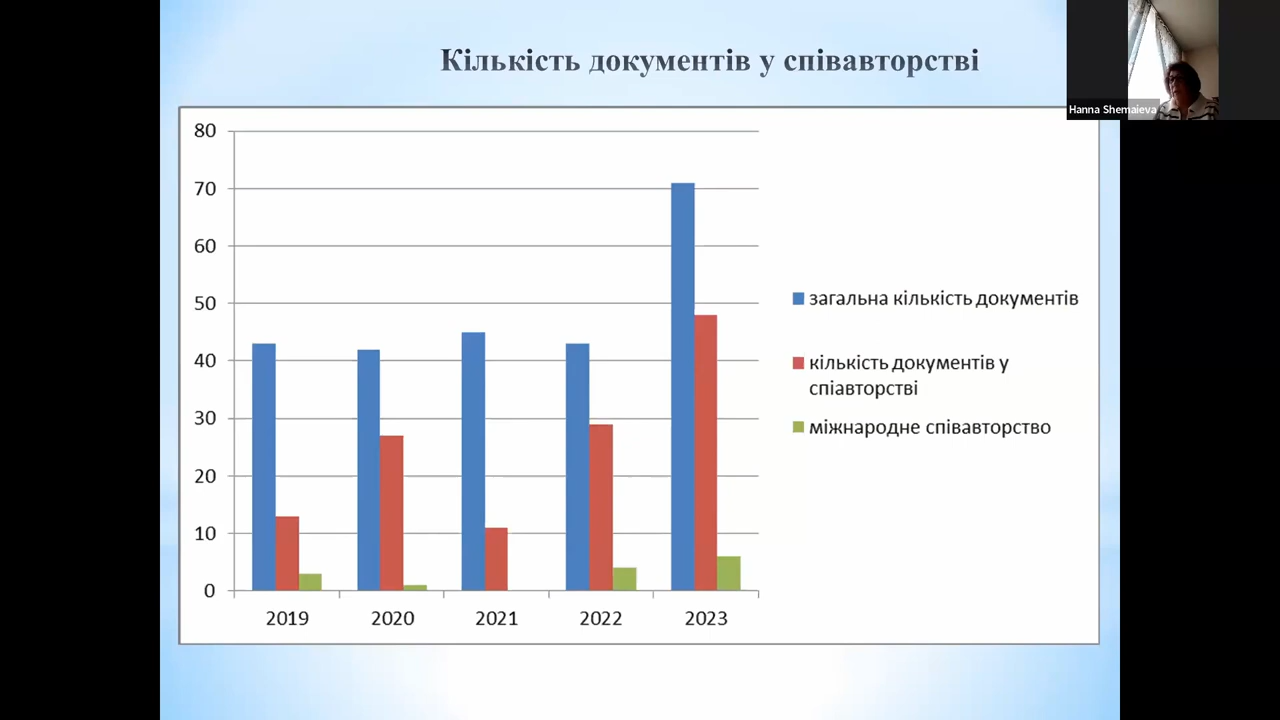 Кількість документів у співавторстві
Hanna Shemaieva
80
70
60
50
40
30
20
10
0
2019 2020 2021 2022 2023
загальна кількість документів
кількість документів у
спіавторстві
міжнародне співавторство